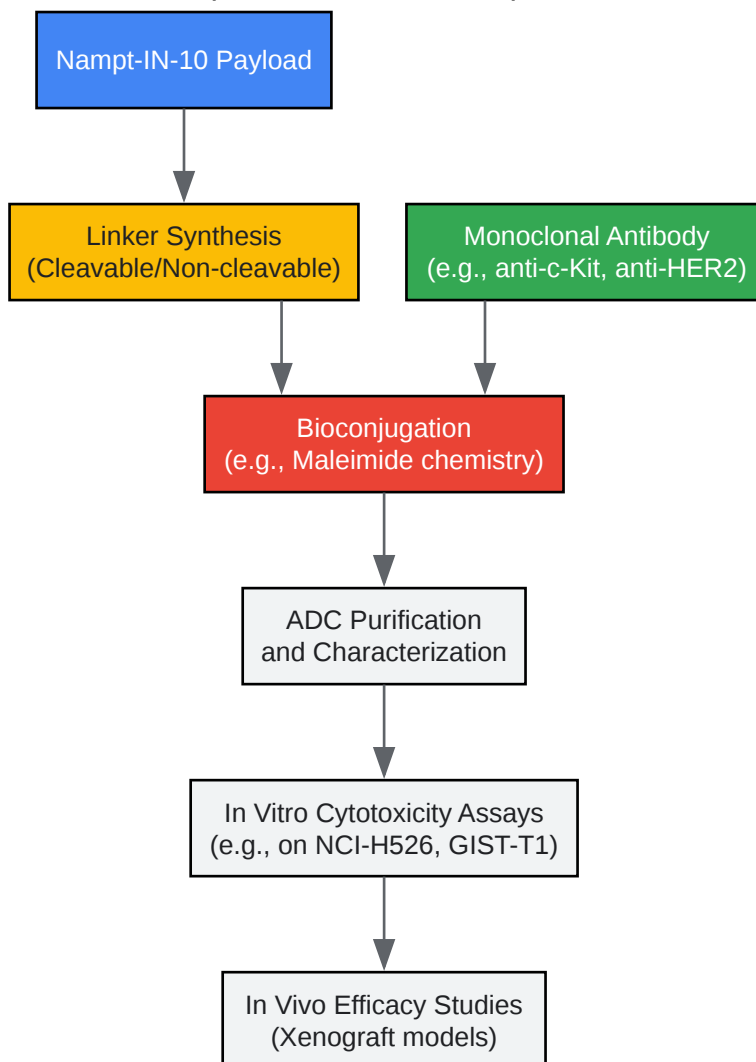 Nampt-IN-10 Payload
Linker Synthesis
(Cleavable/Non-cleavable)
Monoclonal Antibody
(e.g., anti-c-Kit, anti-HER2)
Bioconjugation
(e.g., Maleimide chemistry)
ADC Purification
and Characterization
In Vitro Cytotoxicity Assays
(e.g., on NCI-H526, GIST-T1)
In Vivo Efficacy Studies
(Xenograft models)